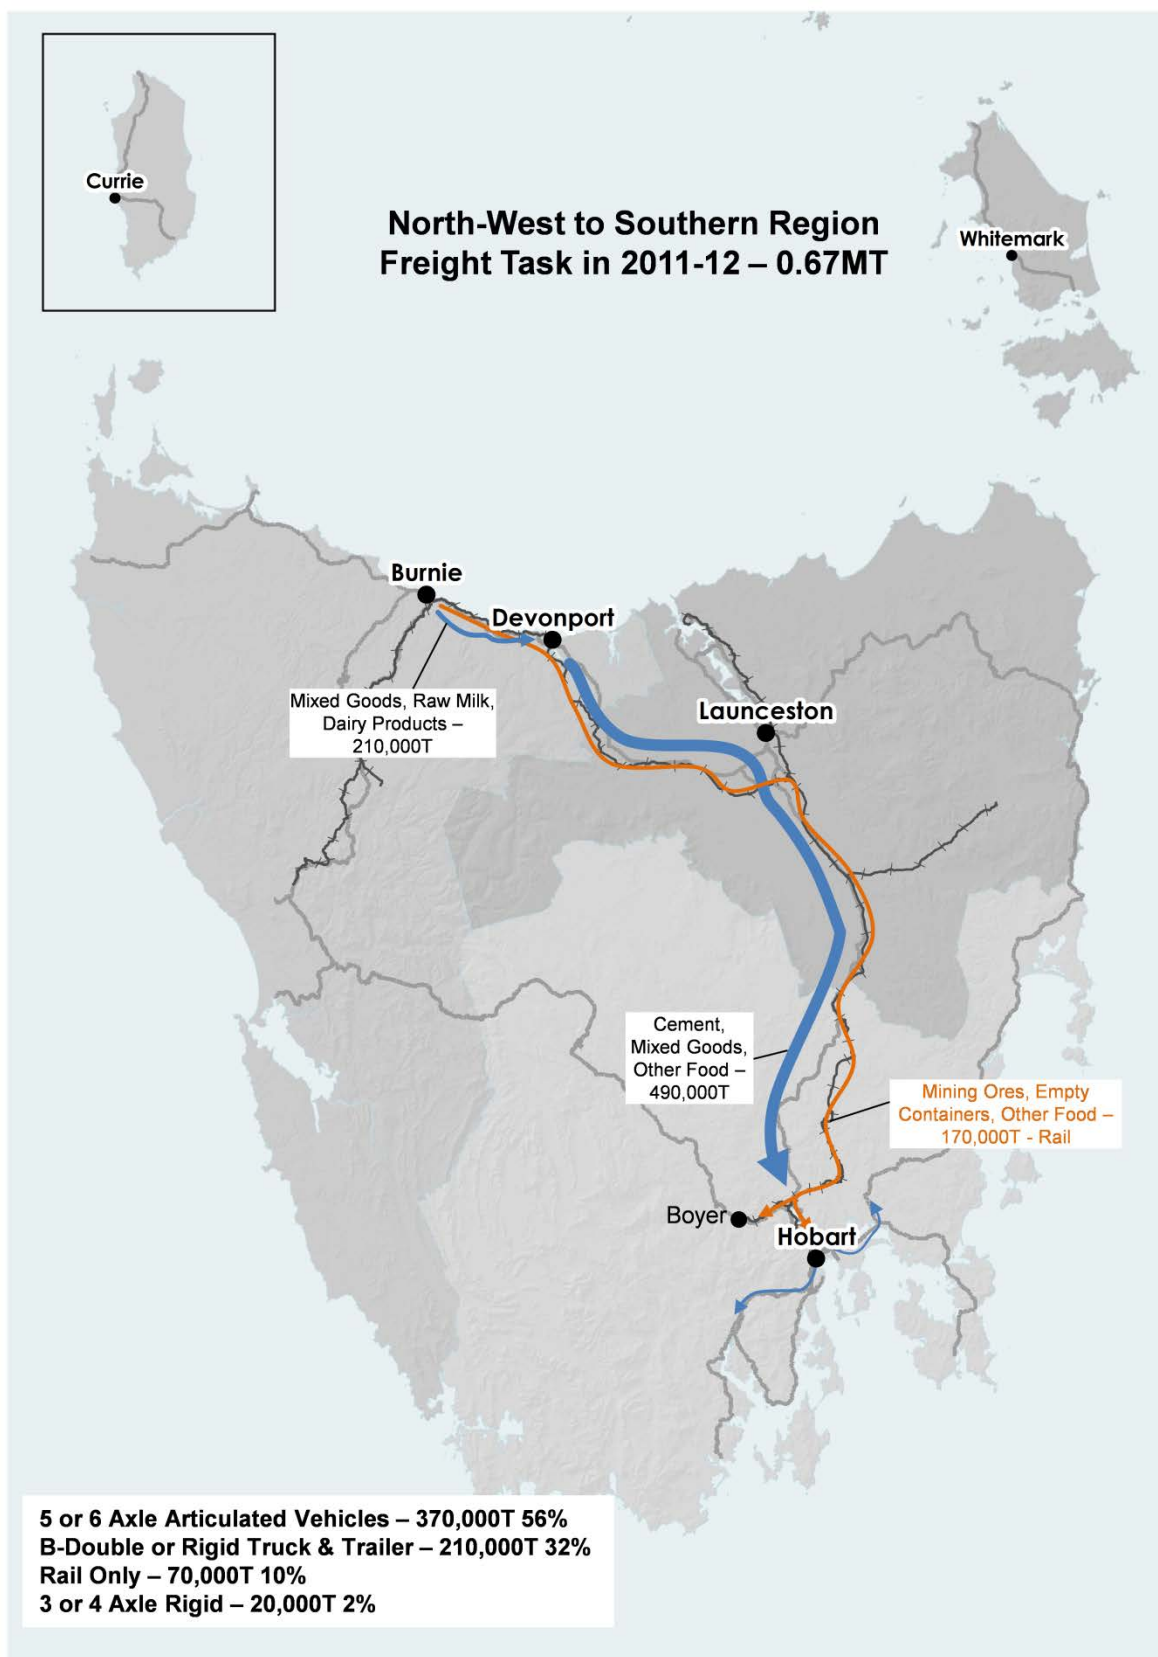 Currie
North-West to Southern Region
Freight Task in 2011-12 – 0.67MT
Whitemark
Burnie
Devonport
Mixed Goods, Raw Milk,
Dairy Products –
210,000T
Launceston
Cement,
Mixed Goods,
Other Food –
490,000T
Mining Ores, Empty
Containers, Other Food –
170,000T - Rail
Boyer
Hobart
5 or 6 Axle Articulated Vehicles – 370,000T 56%
B-Double or Rigid Truck & Trailer – 210,000T 32%
Rail Only – 70,000T 10%
3 or 4 Axle Rigid – 20,000T 2%